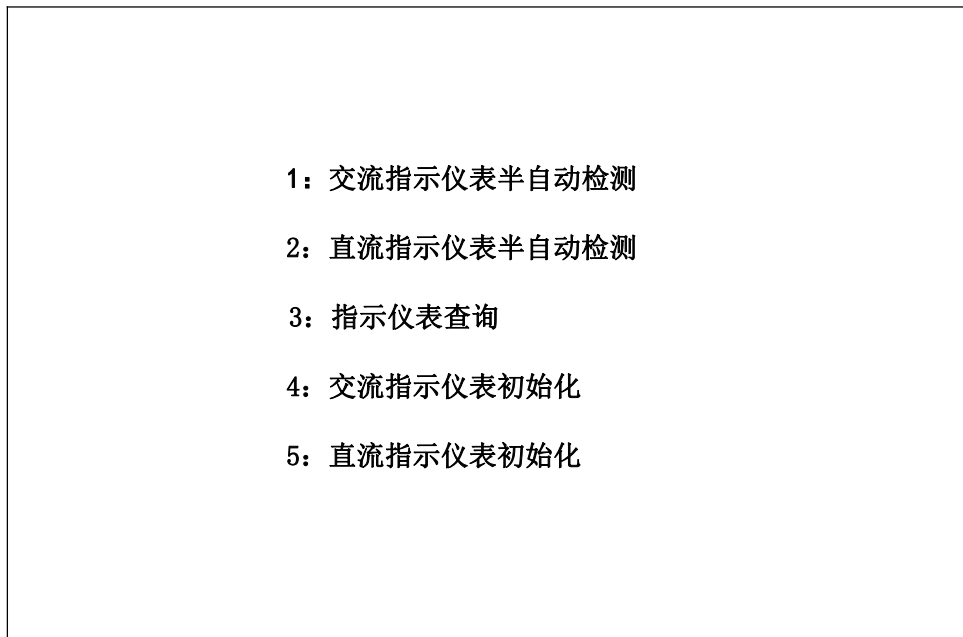 1：交流指示仪表半自动检测
2：直流指示仪表半自动检测
3：指示仪表查询
4：交流指示仪表初始化
5：直流指示仪表初始化